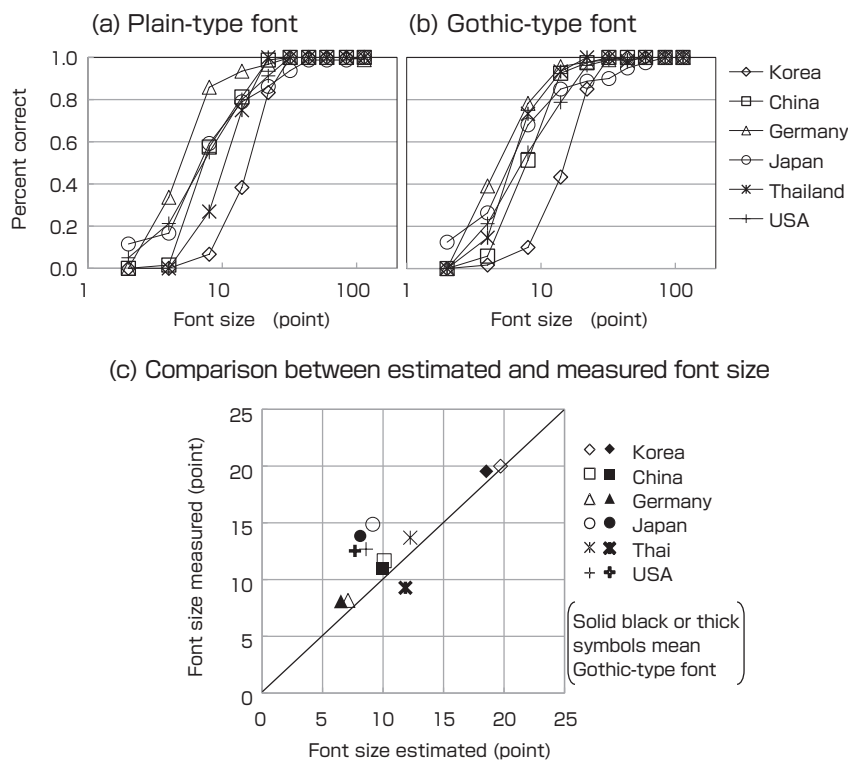 (a) Plain-type font
(b) Gothic-type font
Percent correct
1.0
0.8
0.6
0.4
0.2
0.0
1 10 100
1 10 100
Font size (point)
Font size (point)
Korea
China
Germany
Japan
Thailand
USA
(c) Comparison between estimated and measured font size
Font size measured (point)
25
20
15
10
5
0
0 5 10 15 20 25
Font size estimated (point)
Korea
China
Germany
Japan
Thai
USA
Solid black or thick
symbols mean
Gothic-type font